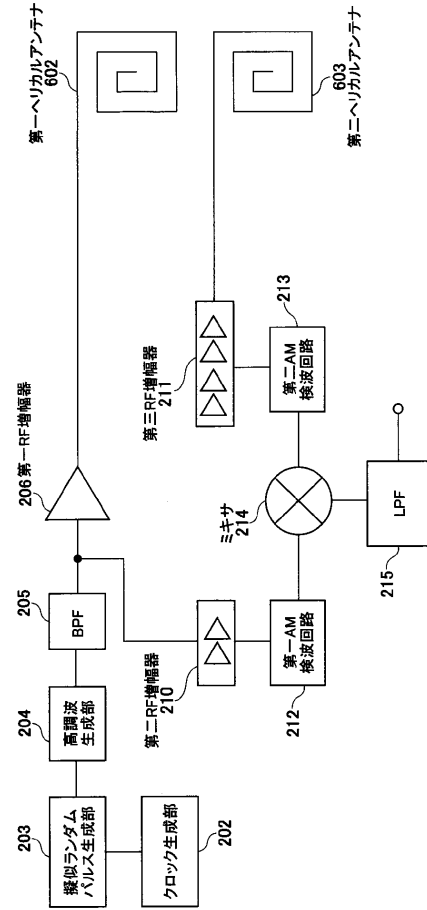 203
擬似ランダム
パルス生成部
クロック生成部
202
204
高調波
生成部
205
BPF
206 第一RF増幅器
第一ヘリカルアンテナ
602
第二RF増幅器
210
第一AM
検波回路
212
ミキサ
214
第三RF増幅器
211
213
第二AM
検波回路
LPF
215
603
第二ヘリカルアンテナ